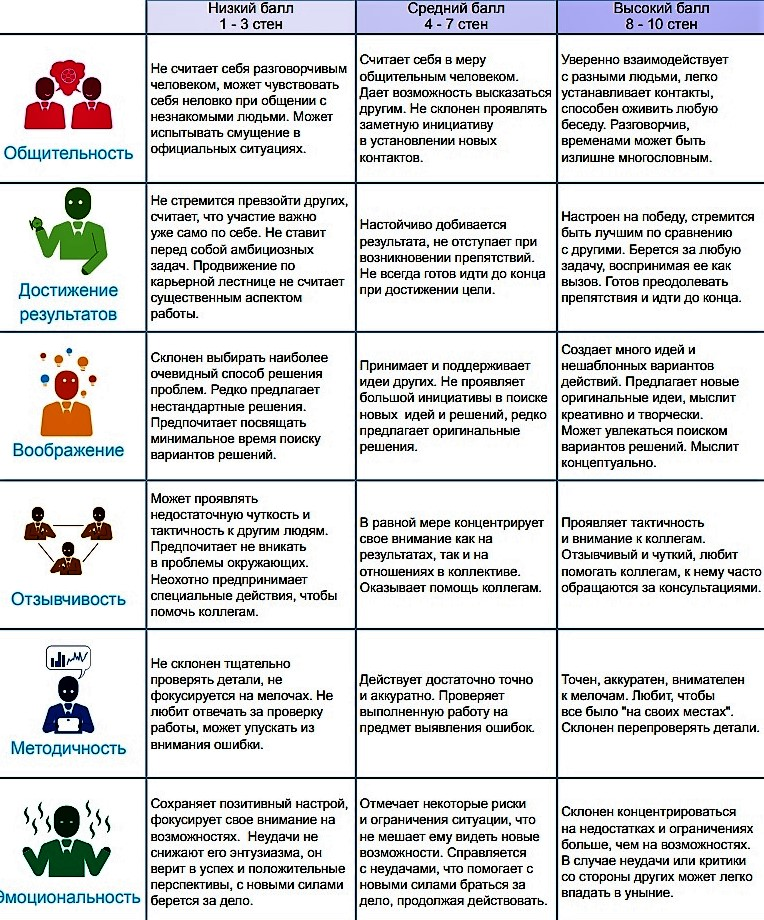 Низкий балл
1 - 3 стен
Средний балл
4 - 7 стен
Высокий балл
8 - 10 стен
Общительность
Не считает себя разговорчивым
человеком, может чувствовать
себя неловко при общении с
незнакомыми людьми. Может
испытывать смущение в
официальных ситуациях.
Считает себя в меру
общительным человеком.
Дает возможность высказаться
другим. Не склонен проявлять
заметную инициативу
в установлении новых
контактов.
Уверенно взаимодействует
с разными людьми, легко
устанавливает контакты,
способен оживить любую
беседу. Разговорчив,
временами может быть
излишне многословным.
Достижение
результатов
Не стремится превзойти других,
считает, что участие важно
уже само по себе. Не ставит
перед собой амбициозных
задач. Продвижение по
карьерной лестнице не считает
существенным аспектом
работы.
Настойчиво добивается
результата, не отступает при
возникновении препятствий.
Не всегда готов идти до конца
при достижении цели.
Настроен на победу, стремится
быть лучшим по сравнению
с другими. Берется за любую
задачу, воспринимая ее как
вызов. Готов преодолевать
препятствия и идти до конца.
Воображение
Склонен выбирать наиболее
очевидный способ решения
проблем. Редко предлагает
нестандартные решения.
Предпочитает посвящать
минимальное время поиску
вариантов решений.
Принимает и поддерживает
идеи других. Не проявляет
большой инициативы в поиске
новых идей и решений, редко
предлагает оригинальные
решения.
Создает много идей и
нешаблонных вариантов
действий. Предлагает новые
оригинальные идеи, мыслит
креативно и творчески.
Может увлекаться поиском
вариантов решений. Мыслит
концептуально.
Отзывчивость
Может проявлять
недостаточную чуткость и
тактичность к другим людям.
Предпочитает не вникать
в проблемы окружающих.
Неохотно предпринимает
специальные действия, чтобы
помочь коллегам.
В равной мере концентрирует
свое внимание как на
результатах, так и на
отношениях в коллективе.
Оказывает помощь коллегам.
Проявляет тактичность
и внимание к коллегам.
Отзывчивый и чуткий, любит
помогать коллегам, к нему часто
обращаются за консультациями.
Методичность
Не склонен тщательно
проверять детали, не
фокусируется на мелочах. Не
любит отвечать за проверку
работы, может упускать из
внимания ошибки.
Действует достаточно точно
и аккуратно. Проверяет
выполненную работу на
предмет выявления ошибок.
Точен, аккуратен, внимателен
к мелочам. Любит, чтобы
все было "на своих местах".
Склонен перепроверять детали.
Эмоциональность
Сохраняет позитивный настрой,
фокусирует свое внимание на
возможностях. Неудачи не
снижают его энтузиазма, он
верит в успех и положительные
перспективы, с новыми силами
берется за дело.
Отмечает некоторые риски
и ограничения ситуации, что
не мешает ему видеть новые
возможности. Справляется
с неудачами, что помогает с
новыми силами браться за
дело, продолжая действовать.
Склонен концентрироваться
на недостатках и ограничениях
больше, чем на возможностях.
В случае неудачи или критики
со стороны других может легко
впадать в уныние.